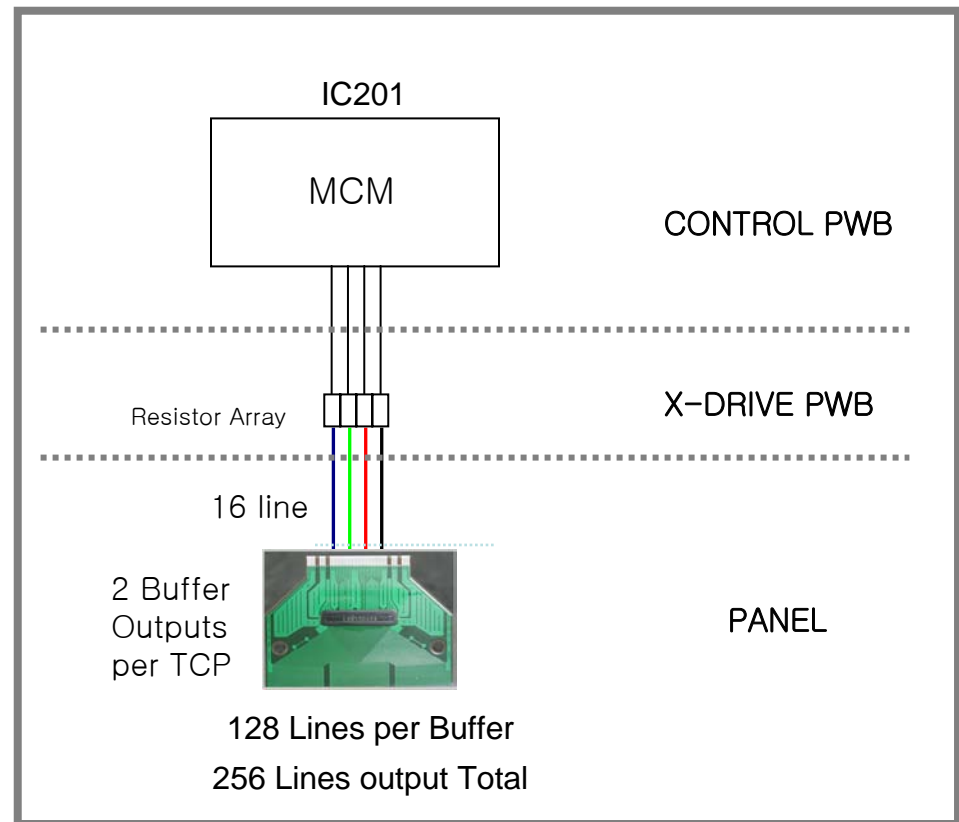 IC201
MCM
CONTROL PWB
Resistor Array
X-DRIVE PWB
16 line
2 Buffer
Outputs
per TCP
PANEL
128 Lines per Buffer
256 Lines output Total